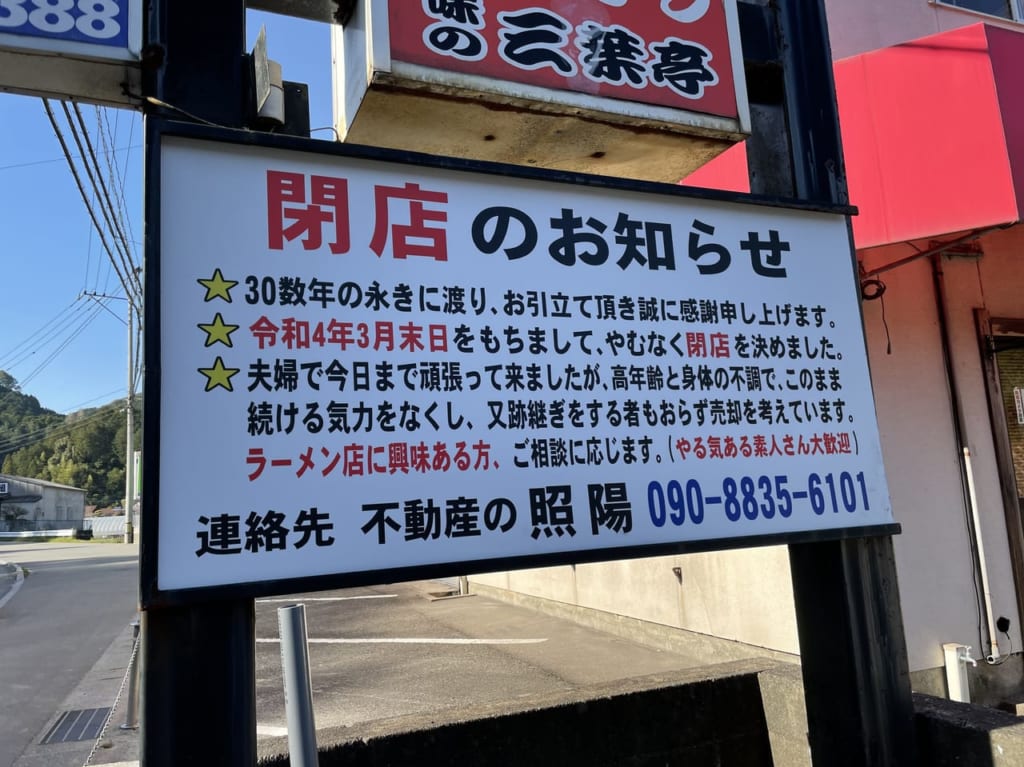 388
味の三葉亭
閉店のお知らせ
★30数年の永きに渡り、お引立て頂き誠に感謝申し上げます。
★令和4年3月末日をもちまして、やむなく閉店を決めました。
★夫婦で今日まで頑張って来ましたが、高年齢と身体の不調で、このまま
続ける気力をなくし、又跡継ぎをする者もおらず売却を考えています。
ラーメン店に興味ある方、ご相談に応じます。(やる気ある素人さん大歓迎)
連絡先 不動産の照陽 090-8835-6101